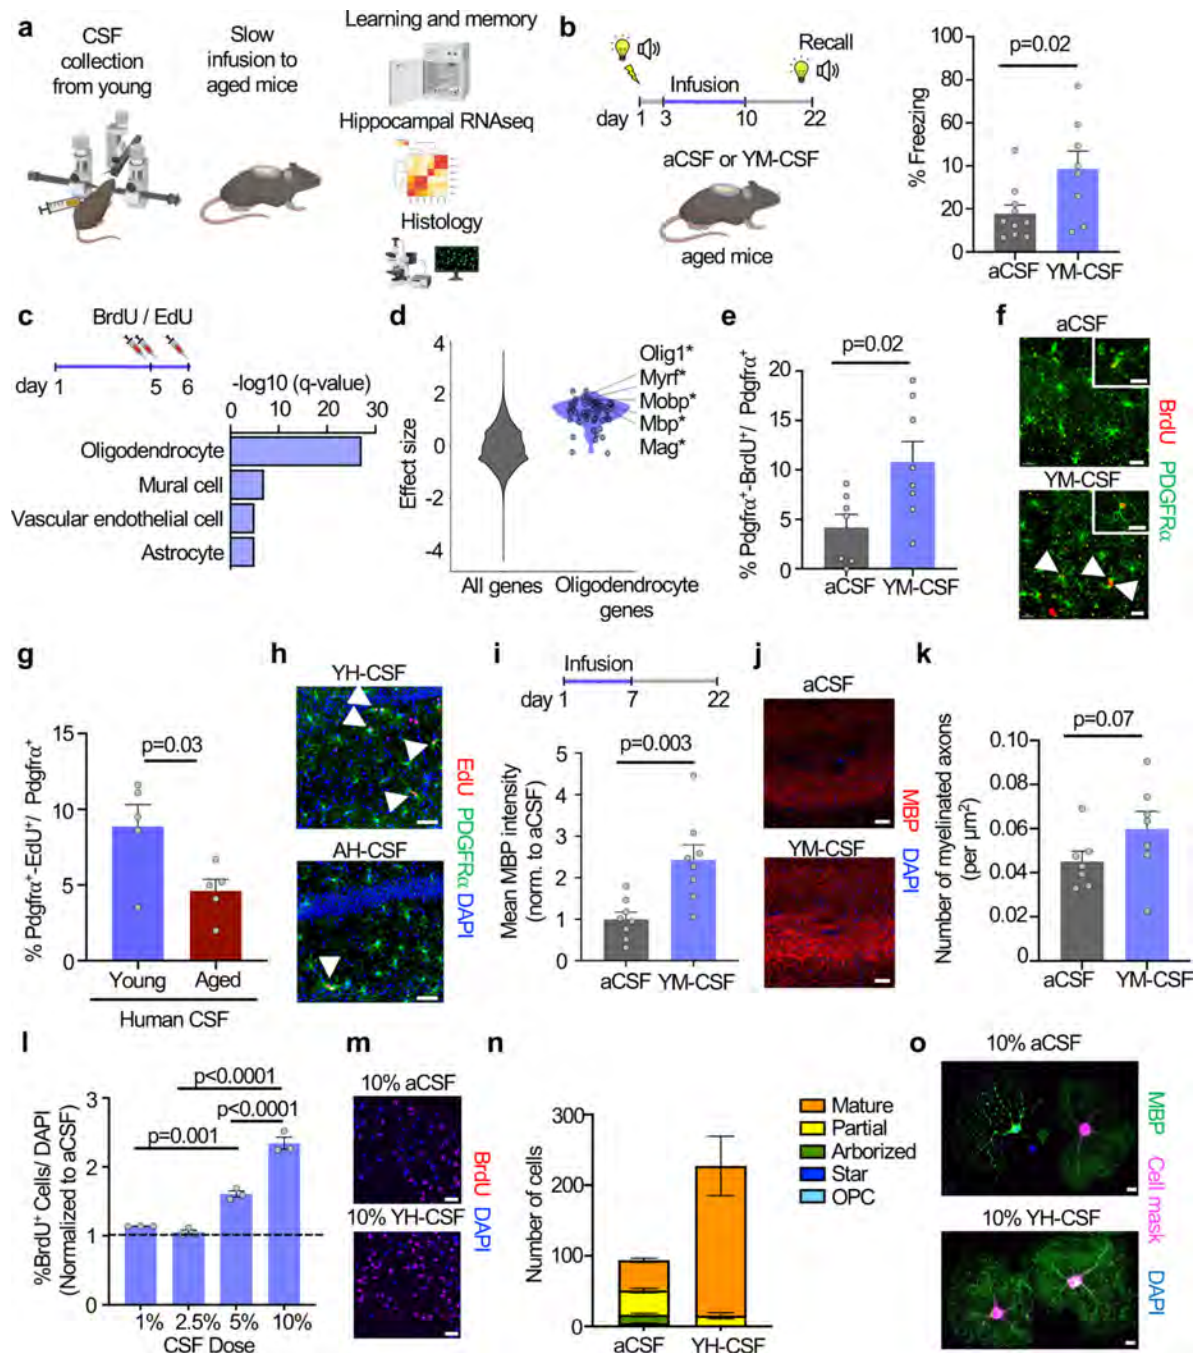 a
CSF
collection
from young
Slow
infusion to
aged mice
Learning and memory
Hippocampal RNAseq
Histology
b
Recall
Infusion
day 1 3 10 22
aCSF or YM-CSF
aged mice
% Freezing
100
80
10
20
0
p=0.02
aCSF YM-CSF
c
BrdU / EdU
day 1 5 6
-log10 (q-value)
0 10 20 30
Oligodendrocyte
Mural cell
Vascular endothelial cell
Astrocyte
d
Effect size
4
2
0
-2
-4
Olig1*
Myrf*
Mobp*
Mbp*
Mag*
All genes
Oligodendrocyte
genes
e
% Pdgfrα⁺-BrdU⁺/ Pdgfrα⁺
20
15
10
5
0
p=0.02
aCSF YM-CSF
f
aCSF
YM-CSF
BrdU PDGFRα
g
% Pdgfrα⁺-EdU⁺/ Pdgfrα⁺
15
10
5
0
p=0.03
Young Aged
Human CSF
h
YH-CSF
AH-CSF
EdU PDGFRα DAPI
i
Infusion
day 1 7 22
Mean MBP intensity
(norm. to aCSF)
5
4
3
2
1
0
p=0.003
aCSF YM-CSF
j
aCSF
YM-CSF
MBP DAPI
k
Number of myelinated axons
(per µm²)
0.10
0.08
0.06
0.04
0.02
0
p=0.07
aCSF YM-CSF
l
%BrdU⁺ Cells/ DAPI
(Normalized to aCSF)
3
2
1
0
p<0.0001
p<0.0001
p=0.001
1% 2.5% 5% 10%
CSF Dose
m
10% aCSF
10% YH-CSF
BrdU DAPI
n
Number of cells
300
200
100
0
aCSF YH-CSF
Mature
Partial
Arborized
Star
OPC
o
10% aCSF
10% YH-CSF
MBP Cell mask DAPI